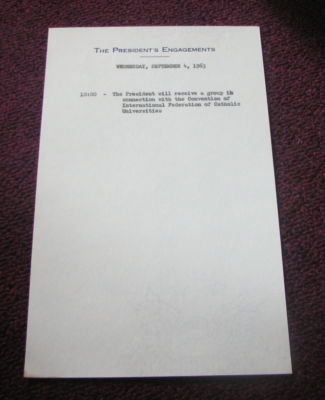 THE PRESIDENT'S ENGAGEMENTS
WEDNESDAY, SEPTEMBER 4, 1963
10:00 - The President will receive a group in
connection with the Convention of
International Federation of Catholic
Universities